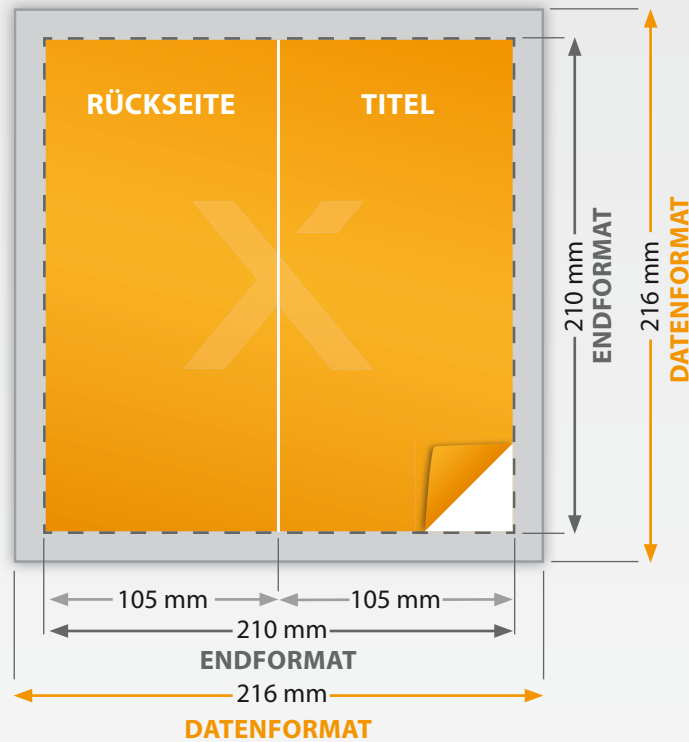 RÜCKSEITE
TITEL
210 mm
ENDFORMAT
216 mm
DATENFORMAT
105 mm
105 mm
210 mm
ENDFORMAT
216 mm
DATENFORMAT